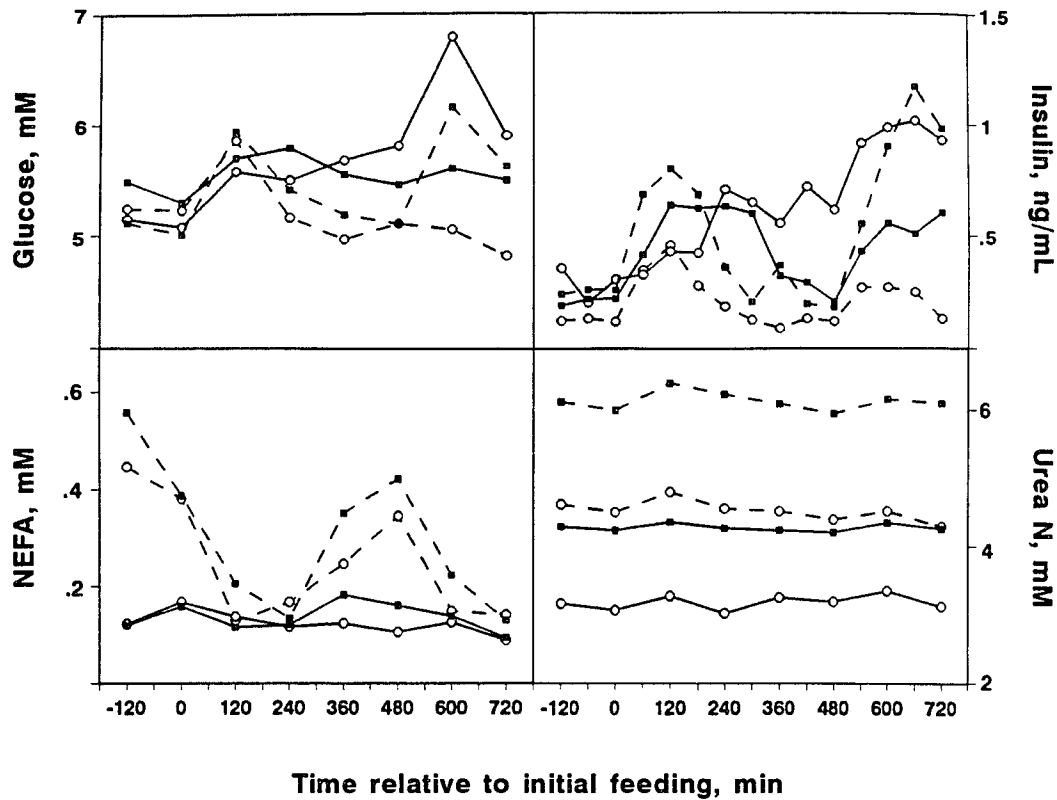 7
6
5
Glucose, mM
1.5
1
.5
Insulin, ng/mL
.6
.4
.2
NEFA, mM
6
4
2
Urea N, mM
-120 0 120 240 360 480 600 720
-120 0 120 240 360 480 600 720
Time relative to initial feeding, min